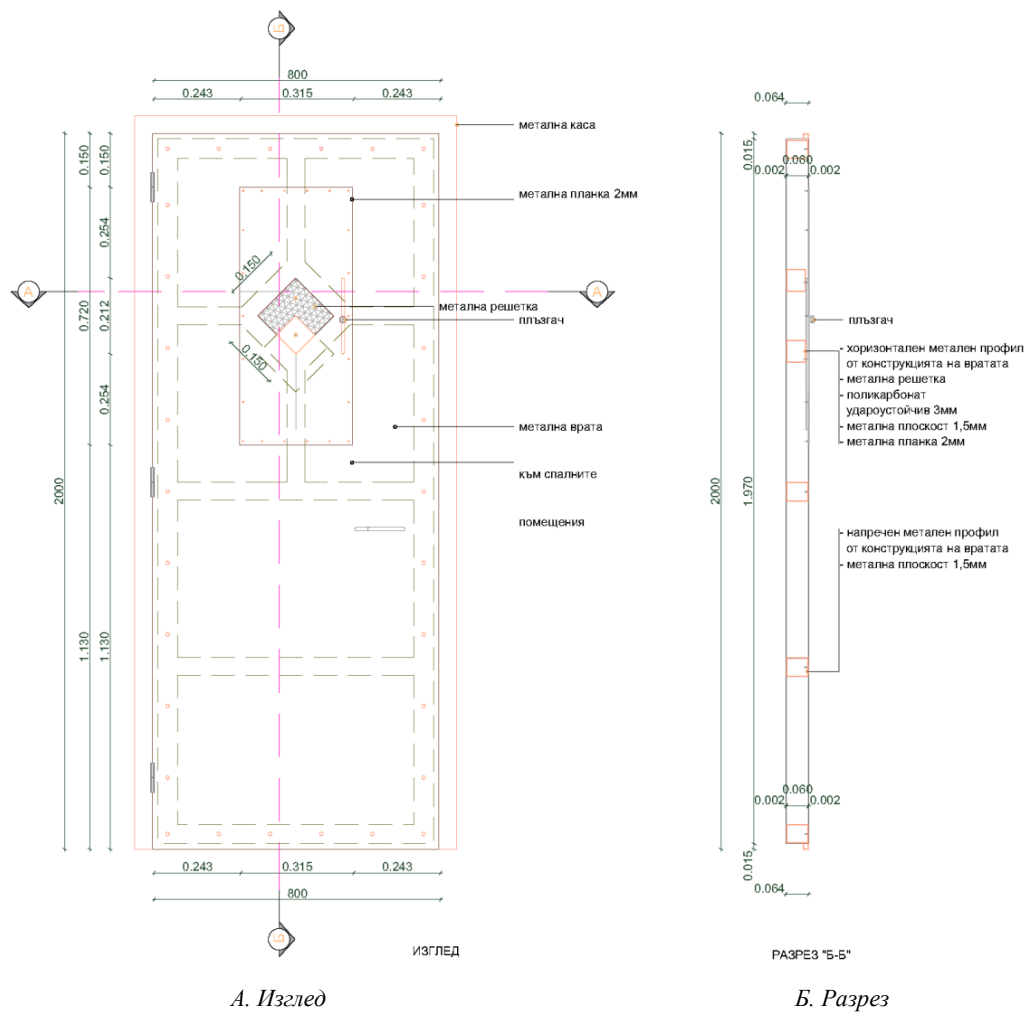 Б
800
0.243 0.315 0.243
метална каса
0.150 0.150
метална планка 2мм
0.254
0.150
A A
0.720 0.212
метална решетка
плъзгач
0.150
0.254
метална врата
към спалните
2000
помещения
1.130 1.130
0.243 0.315 0.243
800
Б
ИЗГЛЕД
А. Изглед
0.064
0.015
0.060
0.002 0.002
плъзгач
- хоризонтален метален профил
от конструкцията на вратата
- метална решетка
- поликарбонат
удароустойчив 3мм
- метална плоскост 1,5мм
- метална планка 2мм
2000 1.970
- напречен метален профил
от конструкцията на вратата
- метална плоскост 1,5мм
0.060
0.002 0.002
0.015
0.064
РАЗРЕЗ "Б-Б"
Б. Разрез